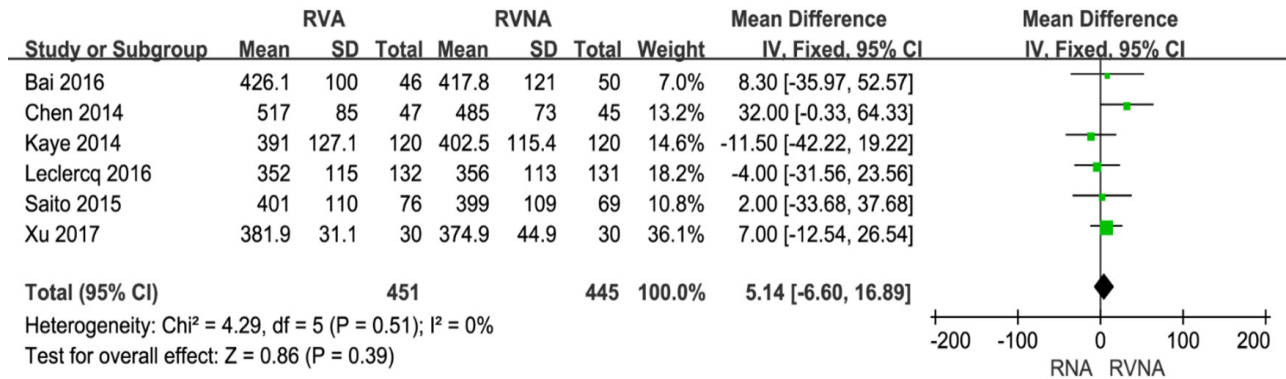 RVA RVNA Mean Difference Mean Difference
Study or Subgroup Mean SD Total Mean SD Total Weight IV, Fixed, 95% CI IV, Fixed, 95% CI
Bai 2016 426.1 100 46 417.8 121 50 7.0% 8.30 [-35.97, 52.57]
Chen 2014 517 85 47 485 73 45 13.2% 32.00 [-0.33, 64.33]
Kaye 2014 391 127.1 120 402.5 115.4 120 14.6% -11.50 [-42.22, 19.22]
Leclercq 2016 352 115 132 356 113 131 18.2% -4.00 [-31.56, 23.56]
Saito 2015 401 110 76 399 109 69 10.8% 2.00 [-33.68, 37.68]
Xu 2017 381.9 31.1 30 374.9 44.9 30 36.1% 7.00 [-12.54, 26.54]
Total (95% CI) 451 445 100.0% 5.14 [-6.60, 16.89]
Heterogeneity: Chi² = 4.29, df = 5 (P = 0.51); I² = 0%
Test for overall effect: Z = 0.86 (P = 0.39)
-200 -100 0 100 200
RNA RVNA